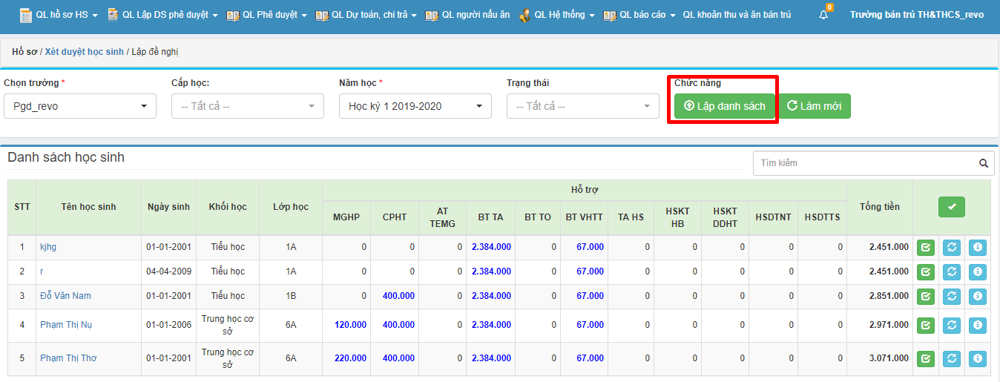 QL hồ sơ HS QL Lập DS phê duyệt QL Phê duyệt QL Dự toán, chi trả QL người nấu ăn QL Hệ thống QL báo cáo QL khoản thu và ăn bán trú 0 Trường bán trú TH&THCS_revo
Hồ sơ / Xét duyệt học sinh / Lập đề nghị
Chọn trường * Cấp học: Năm học * Trạng thái Chức năng
Pgd_revo -- Tất cả -- Học kỳ 1 2019-2020 -- Tất cả -- Lập danh sách Làm mới
Danh sách học sinh Tìm kiếm
STT Tên học sinh Ngày sinh Khối học Lớp học Hỗ trợ Tổng tiền
MGHP CPHT AT TEMG BT TA BT TO BT VHTT TA HS HSKT HB HSKT DDHT HSDTNT HSDTTS
1 kjhg 01-01-2001 Tiểu học 1A 0 0 0 2.384.000 0 67.000 0 0 0 0 0 2.451.000
2 r 04-04-2009 Tiểu học 1A 0 0 0 2.384.000 0 67.000 0 0 0 0 0 2.451.000
3 Đỗ Văn Nam 01-01-2001 Tiểu học 1B 0 400.000 0 2.384.000 0 67.000 0 0 0 0 0 2.851.000
4 Phạm Thị Nụ 01-01-2006 Trung học cơ sở 6A 120.000 400.000 0 2.384.000 0 67.000 0 0 0 0 0 2.971.000
5 Phạm Thị Thơ 01-01-2001 Trung học cơ sở 6A 220.000 400.000 0 2.384.000 0 67.000 0 0 0 0 0 3.071.000